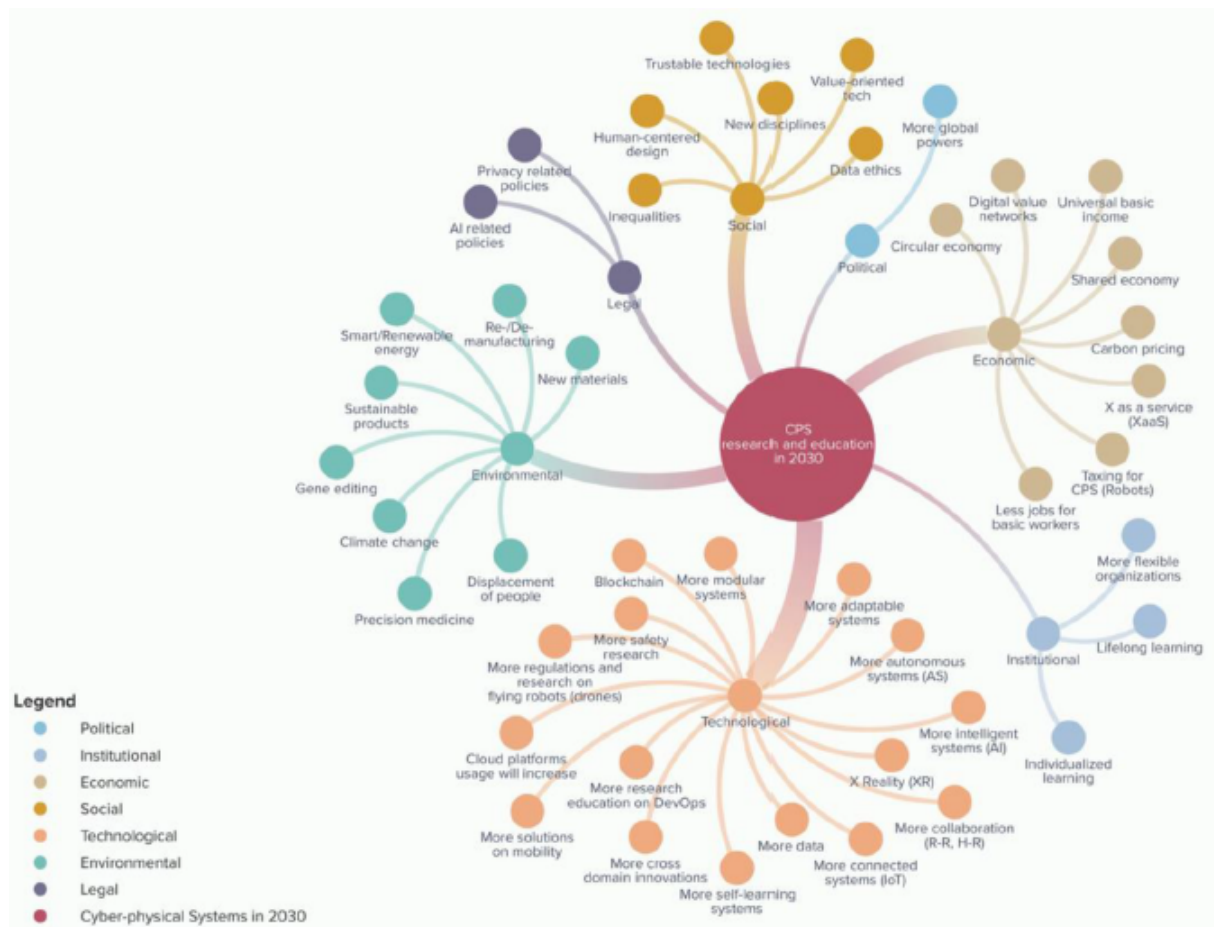 Trustable technologies
Value-oriented
tech
New disciplines
Human-centered
design
Data ethics
Inequalities
Social
More global
powers
Political
Privacy related
policies
AI related
policies
Legal
Digital value
networks
Universal basic
income
Circular economy
Shared economy
Carbon pricing
Economic
X as a service
(XaaS)
Taxing for
CPS (Robots)
Less jobs for
basic workers
Smart/Renewable
energy
Re-/De-
manufacturing
New materials
Sustainable
products
Gene editing
Environmental
Climate change
Displacement
of people
Precision medicine
CPS
research and education
in 2030
More flexible
organizations
Lifelong learning
Institutional
Individualized
learning
Blockchain
More modular
systems
More adaptable
systems
More safety
research
More autonomous
systems (AS)
More regulations and
research on
flying robots (drones)
Technological
More intelligent
systems (AI)
Cloud platforms
usage will increase
X Reality (XR)
More research
education on DevOps
More collaboration
(R-R, H-R)
More solutions
on mobility
More data
More connected
systems (IoT)
More cross
domain innovations
More self-learning
systems
Legend
Political
Institutional
Economic
Social
Technological
Environmental
Legal
Cyber-physical Systems in 2030